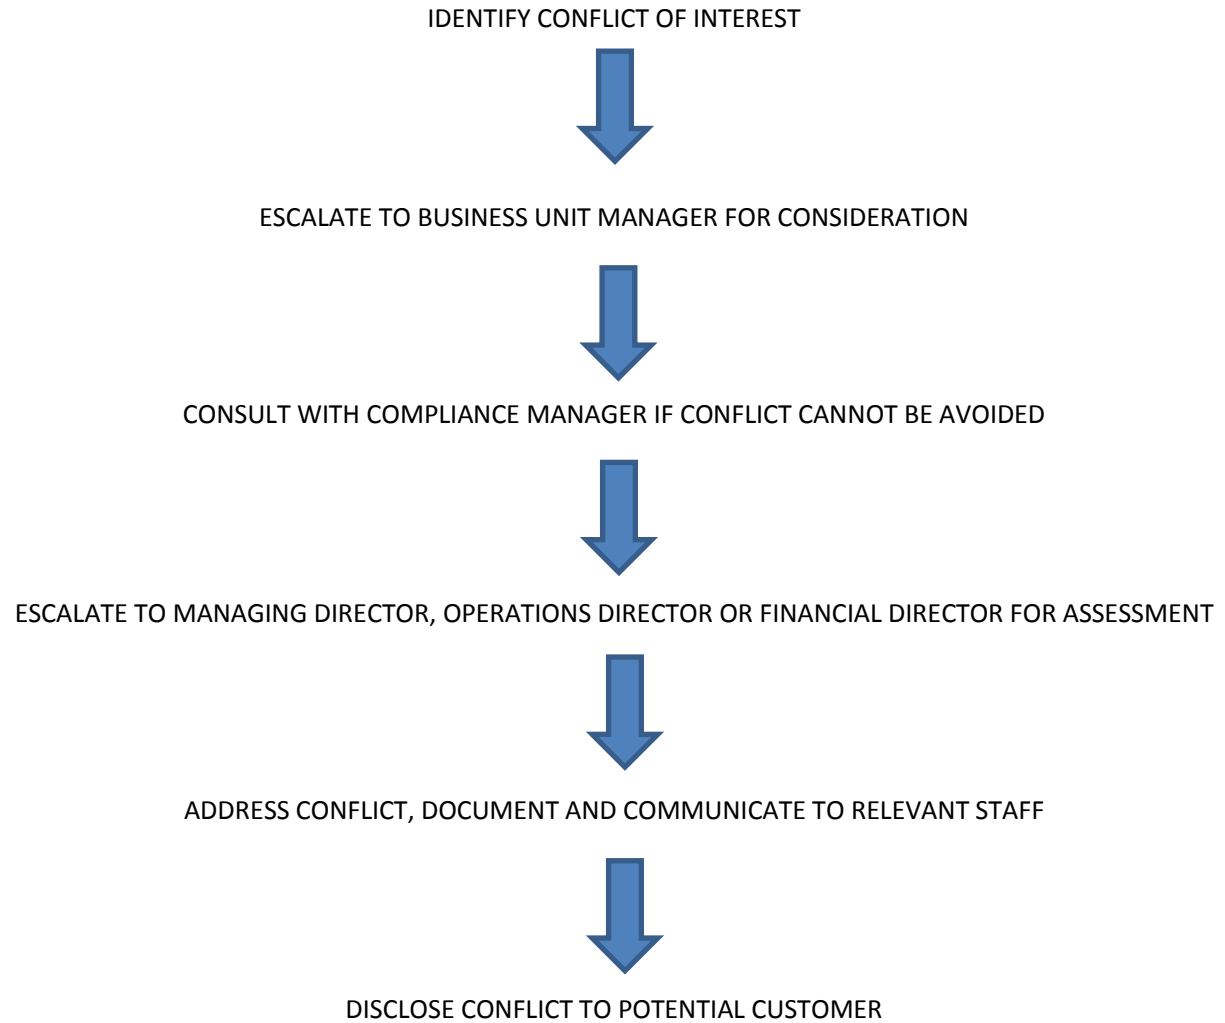 IDENTIFY CONFLICT OF INTEREST
ESCALATE TO BUSINESS UNIT MANAGER FOR CONSIDERATION
CONSULT WITH COMPLIANCE MANAGER IF CONFLICT CANNOT BE AVOIDED
ESCALATE TO MANAGING DIRECTOR, OPERATIONS DIRECTOR OR FINANCIAL DIRECTOR FOR ASSESSMENT
ADDRESS CONFLICT, DOCUMENT AND COMMUNICATE TO RELEVANT STAFF
DISCLOSE CONFLICT TO POTENTIAL CUSTOMER